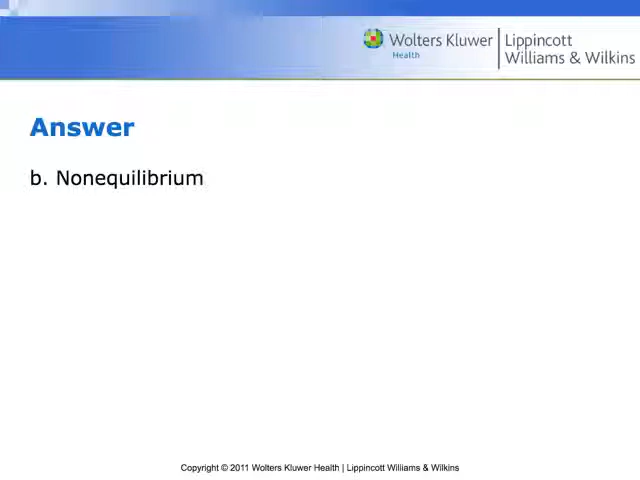 Wolters Kluwer
Health
Lippincott
Williams & Wilkins
Answer
b. Nonequilibrium
Copyright © 2011 Wolters Kluwer Health | Lippincott Williams & Wilkins